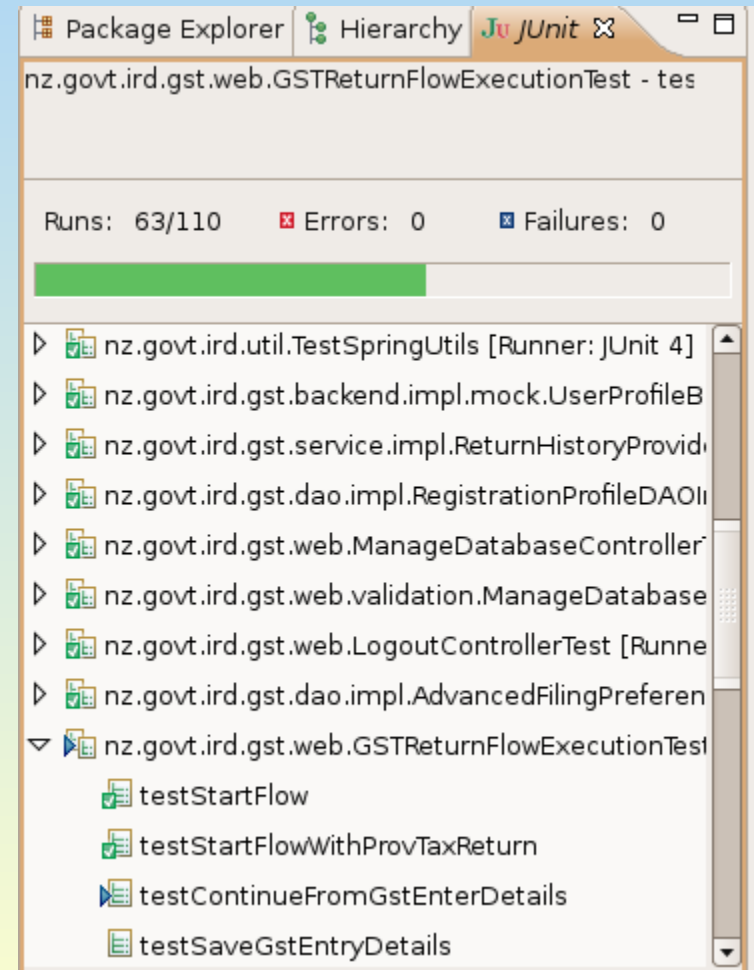 Package Explorer Hierarchy Ju JUnit
nz.govt.ird.gst.web.GSTReturnFlowExecutionTest - tes
Runs: 63/110 Errors: 0 Failures: 0
nz.govt.ird.util.TestSpringUtils [Runner: JUnit 4]
nz.govt.ird.gst.backend.impl.mock.UserProfileB
nz.govt.ird.gst.service.impl.ReturnHistoryProvid
nz.govt.ird.gst.dao.impl.RegistrationProfileDAOI
nz.govt.ird.gst.web.ManageDatabaseController
nz.govt.ird.gst.web.validation.ManageDatabase
nz.govt.ird.gst.web.LogoutControllerTest [Runne
nz.govt.ird.gst.dao.impl.AdvancedFilingPreferen
nz.govt.ird.gst.web.GSTReturnFlowExecutionTest
testStartFlow
testStartFlowWithProvTaxReturn
testContinueFromGstEnterDetails
testSaveGstEntryDetails